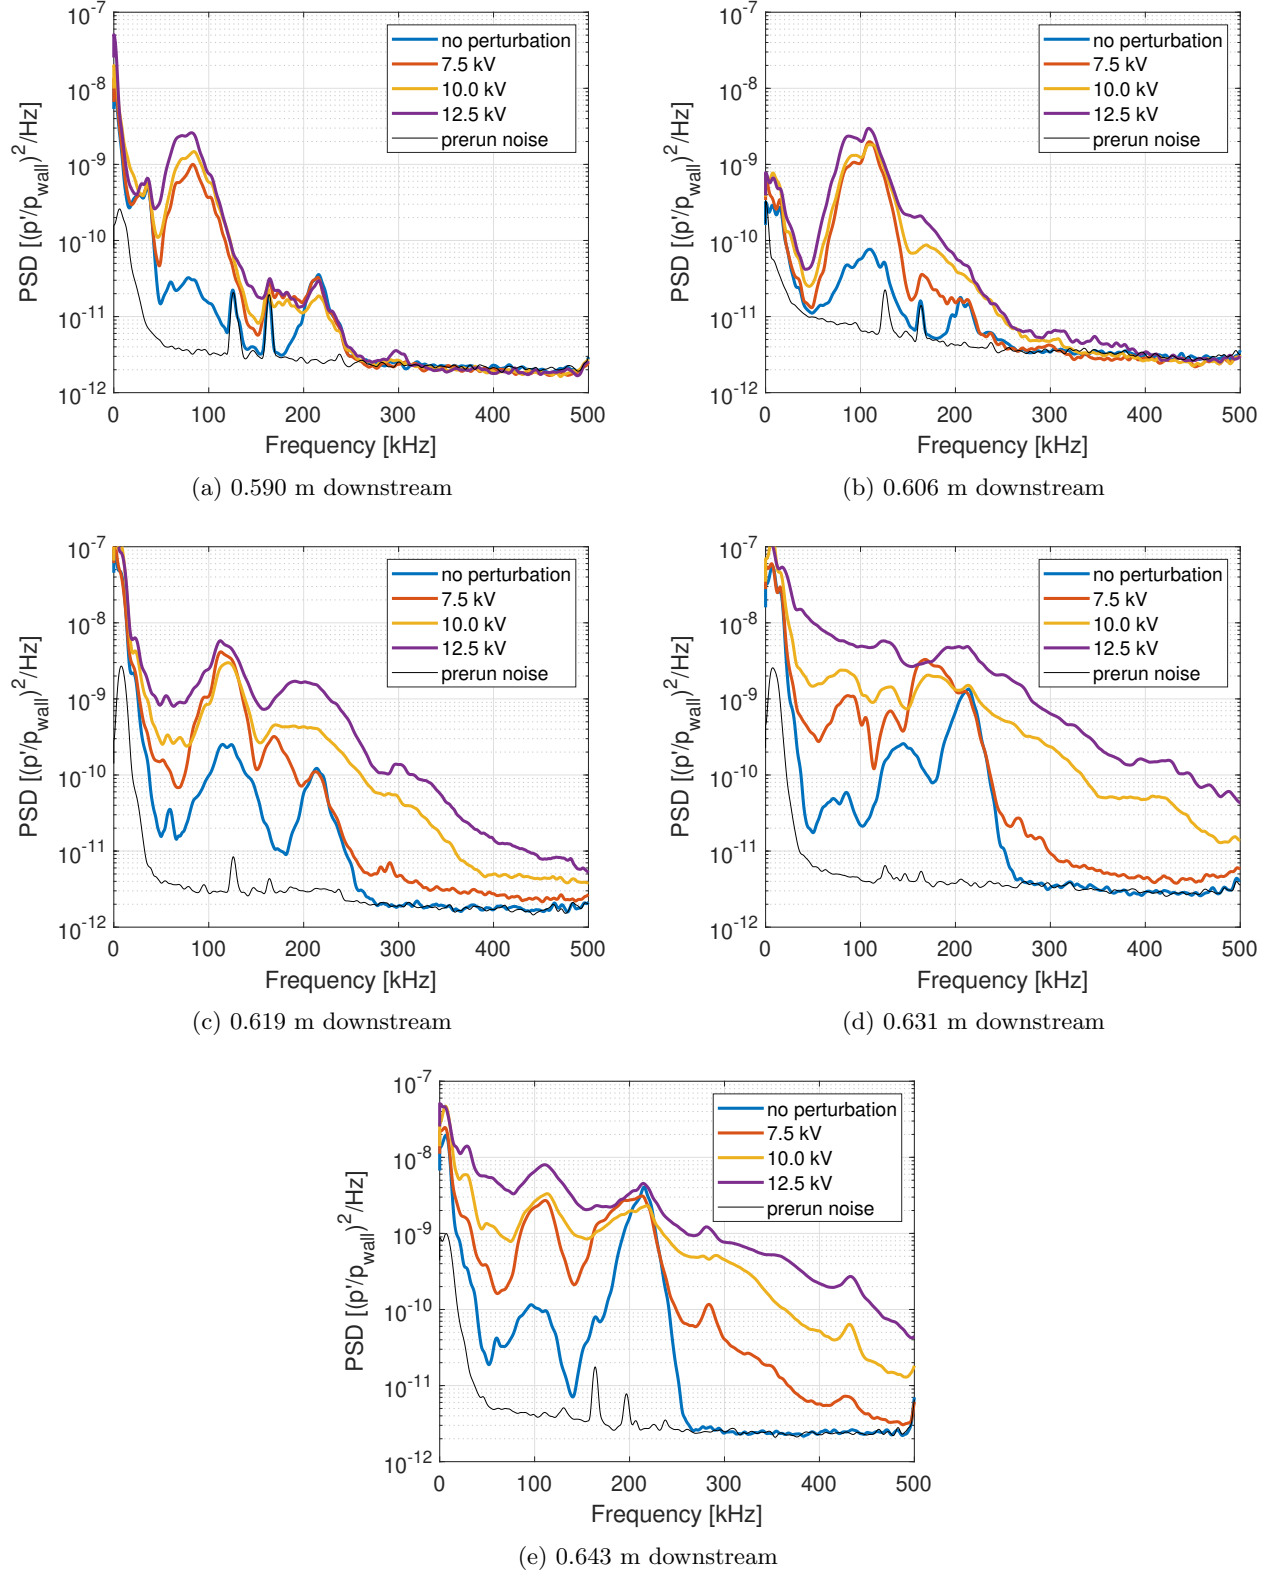 10^-7
10^-8
10^-9
10^-10
10^-11
10^-12
PSD [(p'/p_wall)^2/Hz]
no perturbation
7.5 kV
10.0 kV
12.5 kV
prerun noise
0 100 200 300 400 500
Frequency [kHz]
(a) 0.590 m downstream
10^-7
10^-8
10^-9
10^-10
10^-11
10^-12
PSD [(p'/p_wall)^2/Hz]
no perturbation
7.5 kV
10.0 kV
12.5 kV
prerun noise
0 100 200 300 400 500
Frequency [kHz]
(b) 0.606 m downstream
10^-7
10^-8
10^-9
10^-10
10^-11
10^-12
PSD [(p'/p_wall)^2/Hz]
no perturbation
7.5 kV
10.0 kV
12.5 kV
prerun noise
0 100 200 300 400 500
Frequency [kHz]
(c) 0.619 m downstream
10^-7
10^-8
10^-9
10^-10
10^-11
10^-12
PSD [(p'/p_wall)^2/Hz]
no perturbation
7.5 kV
10.0 kV
12.5 kV
prerun noise
0 100 200 300 400 500
Frequency [kHz]
(d) 0.631 m downstream
10^-7
10^-8
10^-9
10^-10
10^-11
10^-12
PSD [(p'/p_wall)^2/Hz]
no perturbation
7.5 kV
10.0 kV
12.5 kV
prerun noise
0 100 200 300 400 500
Frequency [kHz]
(e) 0.643 m downstream